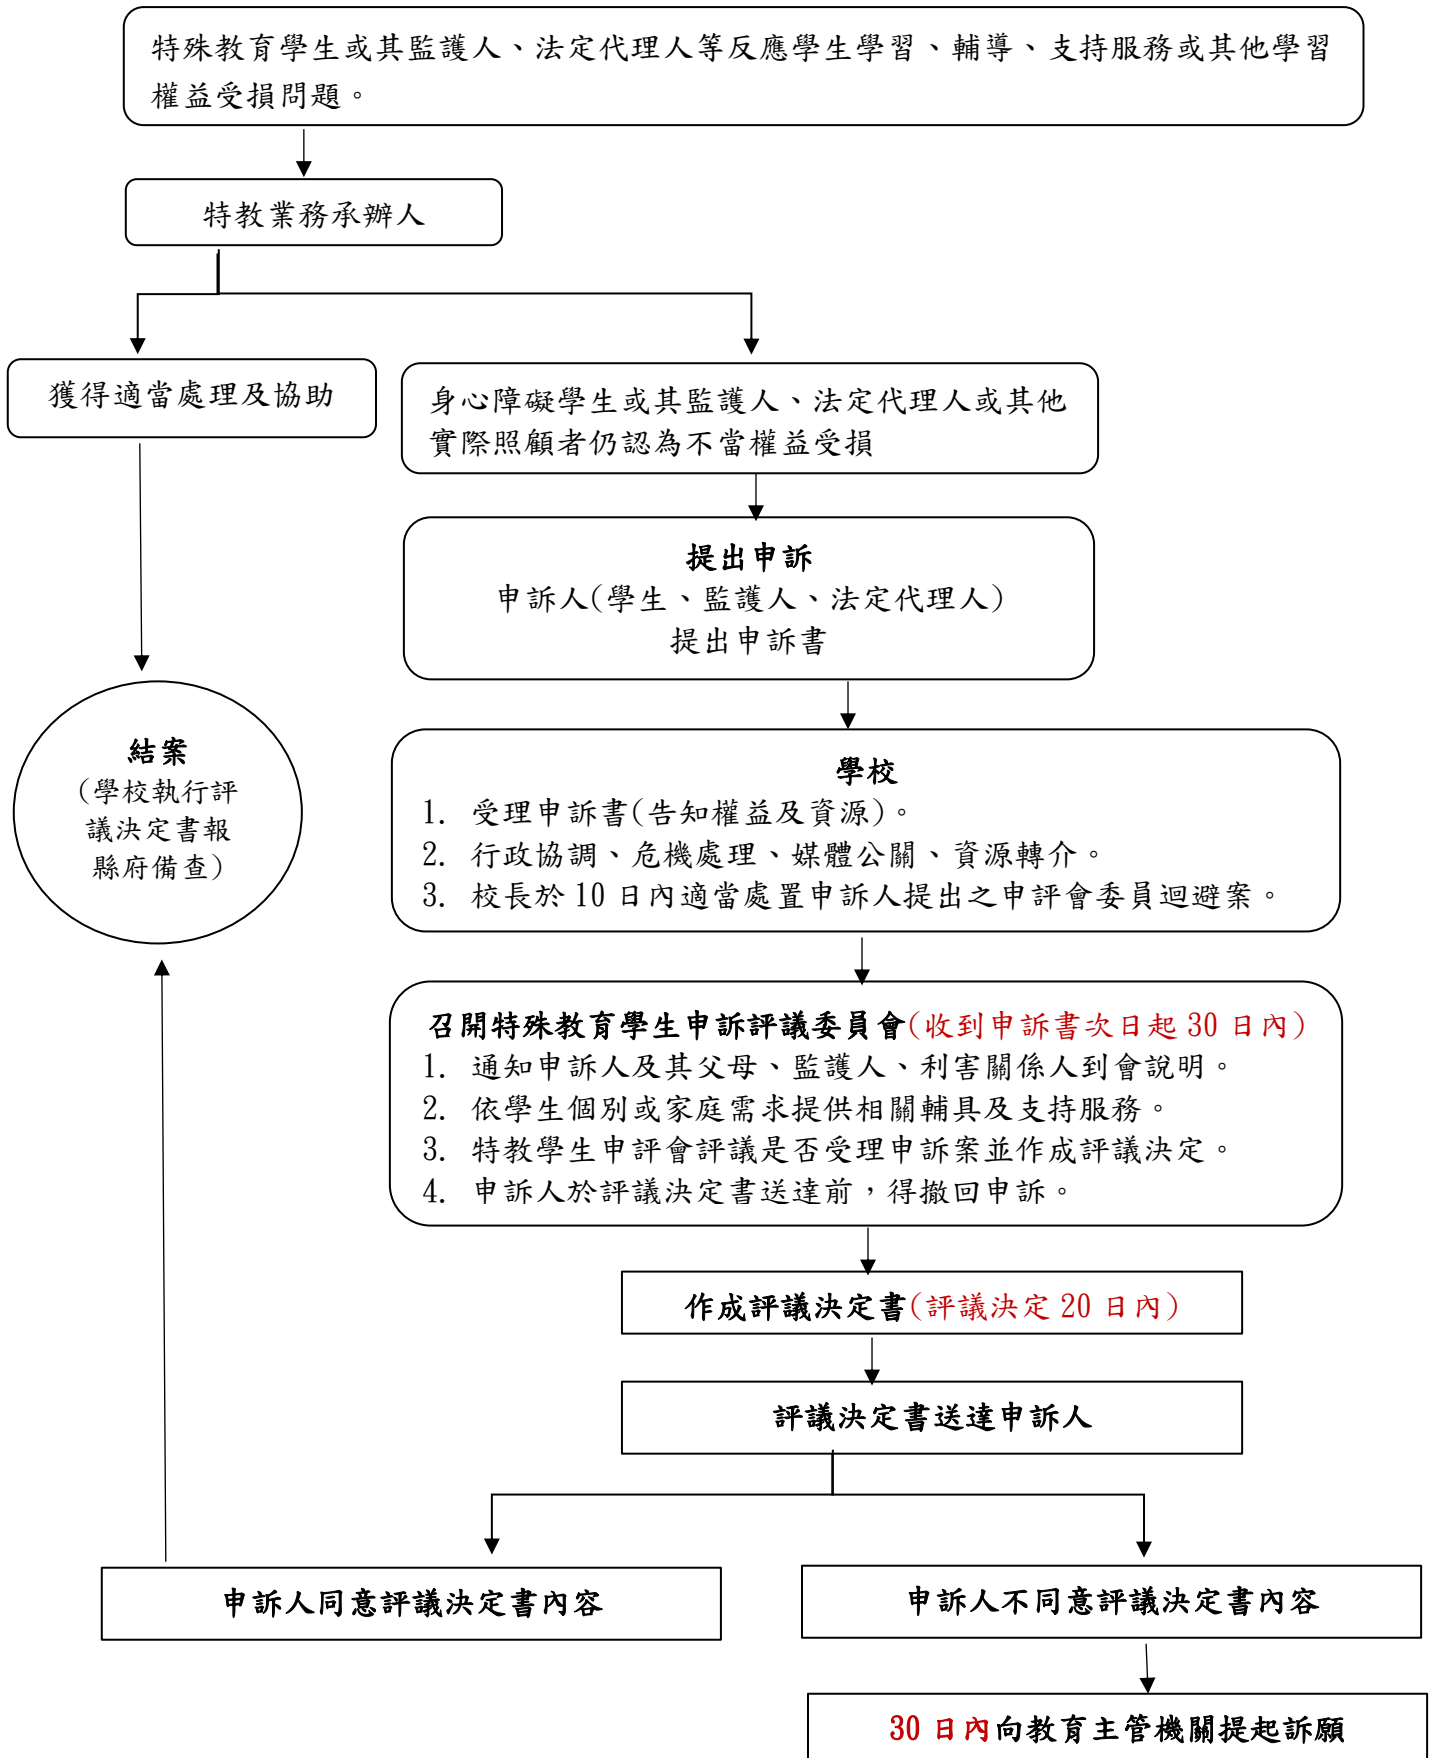 特殊教育學生或其監護人、法定代理人等反應學生學習、輔導、支持服務或其他學習
權益受損問題。
特教業務承辦人
獲得適當處理及協助
身心障礙學生或其監護人、法定代理人或其他
實際照顧者仍認為不當權益受損
提出申訴
申訴人(學生、監護人、法定代理人)
提出申訴書
結案
(學校執行評
議決定書報
縣府備查)
學校
1. 受理申訴書(告知權益及資源)。
2. 行政協調、危機處理、媒體公關、資源轉介。
3. 校長於 10 日內適當處置申訴人提出之申評會委員迴避案。
召開特殊教育學生申訴評議委員會(收到申訴書次日起 30 日內)
1. 通知申訴人及其父母、監護人、利害關係人到會說明。
2. 依學生個別或家庭需求提供相關輔具及支持服務。
3. 特教學生申評會評議是否受理申訴案並作成評議決定。
4. 申訴人於評議決定書送達前，得撤回申訴。
作成評議決定書(評議決定 20 日內)
評議決定書送達申訴人
申訴人同意評議決定書內容
申訴人不同意評議決定書內容
30 日內向教育主管機關提起訴願